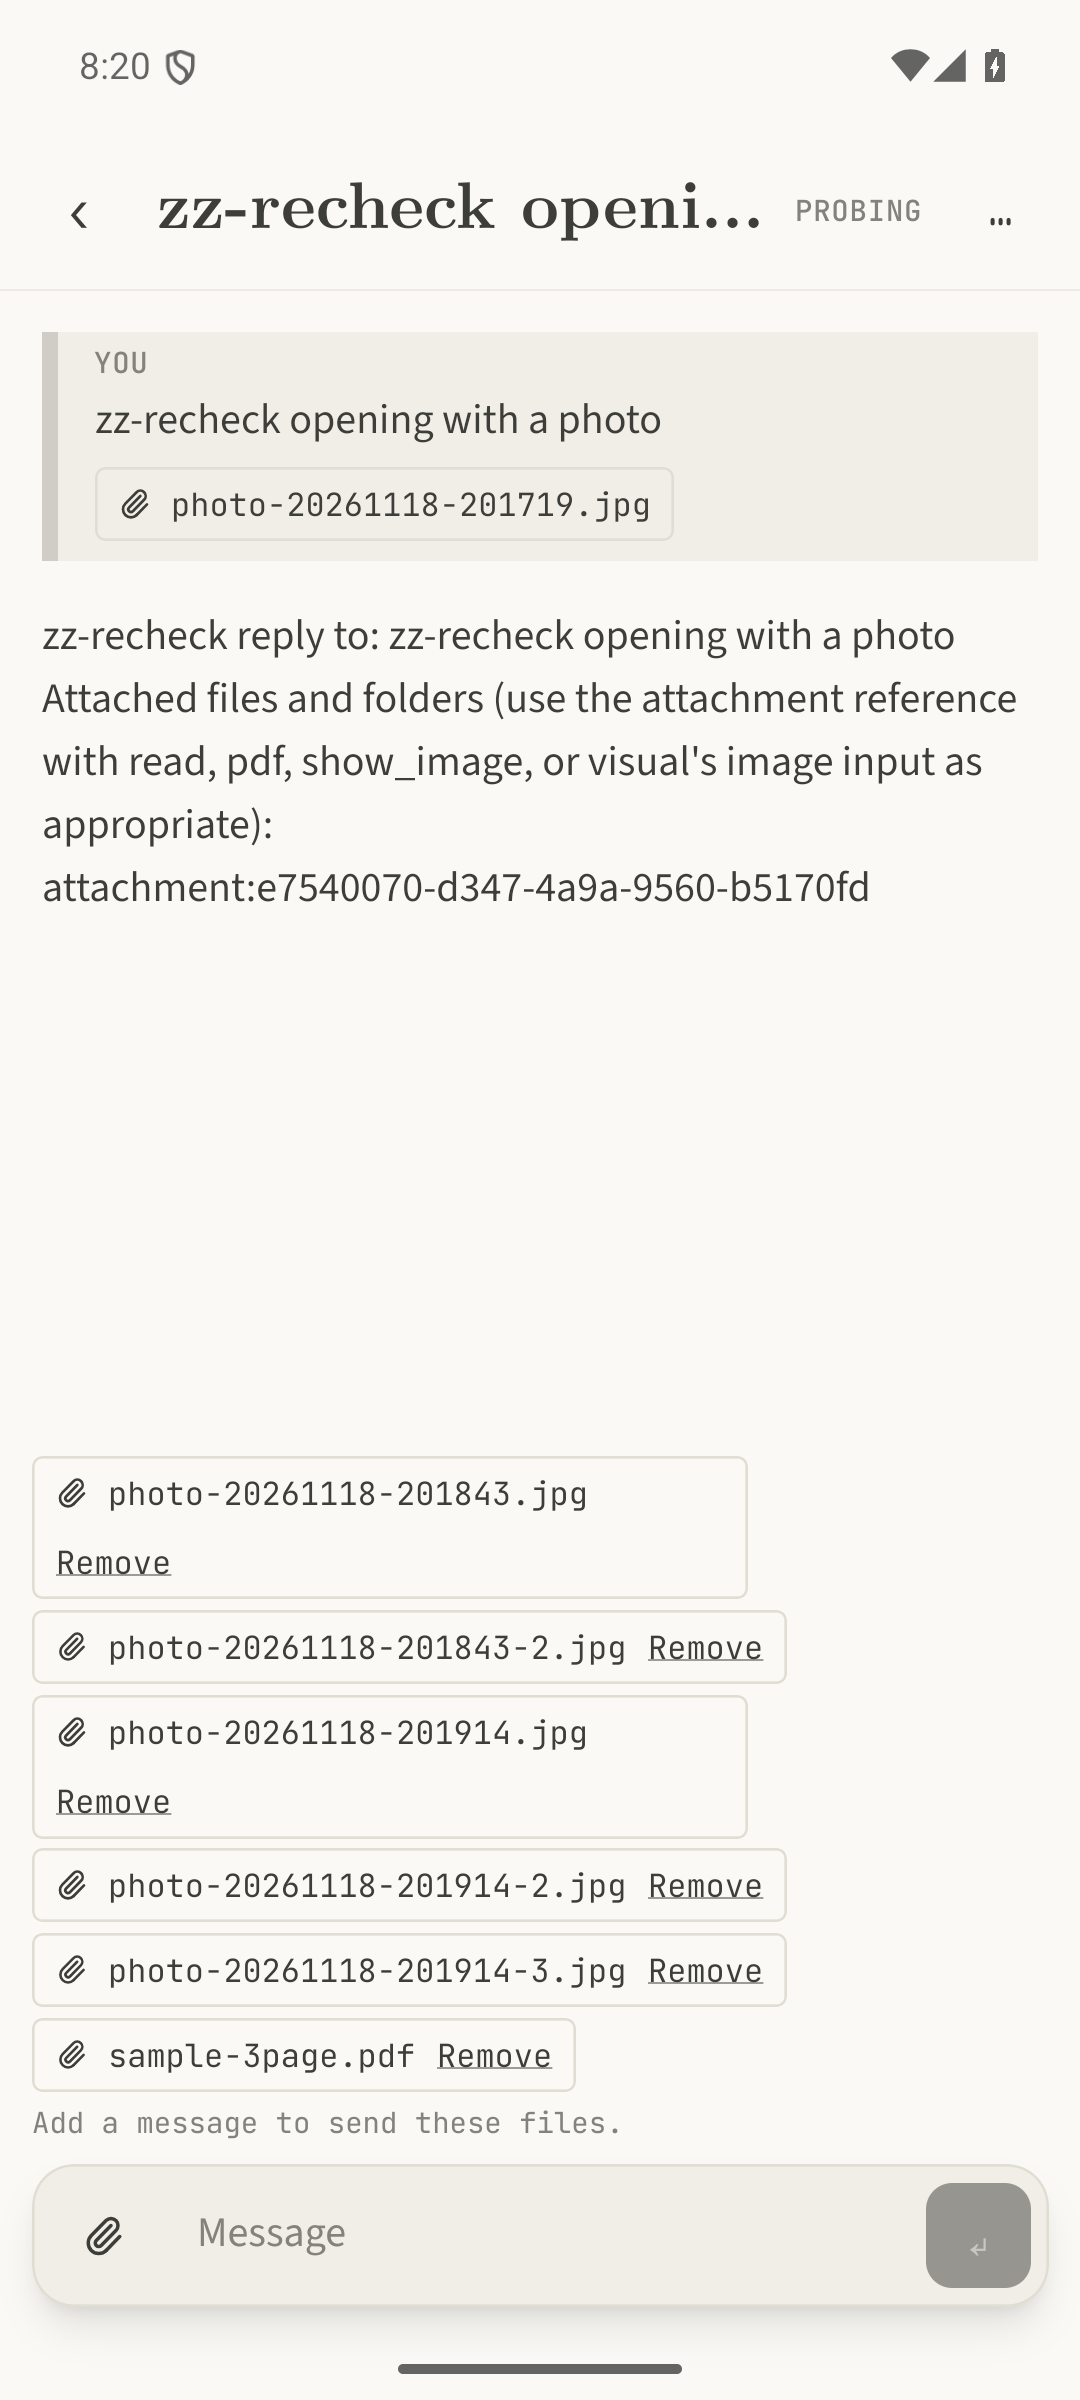 8:20
zz-recheck openi... PROBING ...
YOU
zz-recheck opening with a photo
photo-20261118-201719.jpg
zz-recheck reply to: zz-recheck opening with a photo
Attached files and folders (use the attachment reference
with read, pdf, show_image, or visual's image input as
appropriate):
attachment:e7540070-d347-4a9a-9560-b5170fd
photo-20261118-201843.jpg
Remove
photo-20261118-201843-2.jpg Remove
photo-20261118-201914.jpg
Remove
photo-20261118-201914-2.jpg Remove
photo-20261118-201914-3.jpg Remove
sample-3page.pdf Remove
Add a message to send these files.
Message